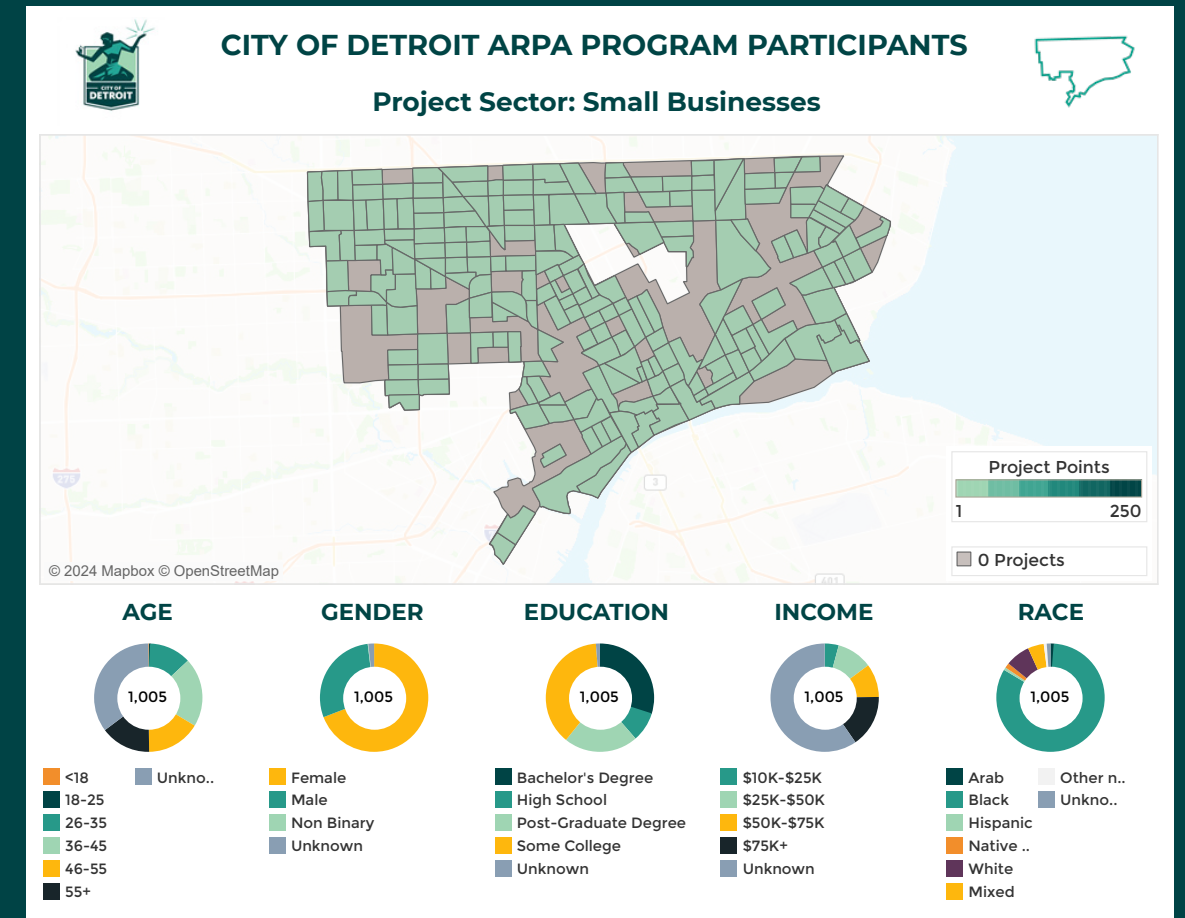 CITY OF DETROIT ARPA PROGRAM PARTICIPANTS
CITY OF
DETROIT
Project Sector: Small Businesses
275
3
401
Project Points
1 250
0 Projects
© 2024 Mapbox © OpenStreetMap
AGE
1,005
<18
Unkno..
18-25
26-35
36-45
46-55
55+
GENDER
1,005
Female
Male
Non Binary
Unknown
EDUCATION
1,005
Bachelor's Degree
High School
Post-Graduate Degree
Some College
Unknown
INCOME
1,005
$10K-$25K
$25K-$50K
$50K-$75K
$75K+
Unknown
RACE
1,005
Arab
Other n..
Black
Unkno..
Hispanic
Native ..
White
Mixed